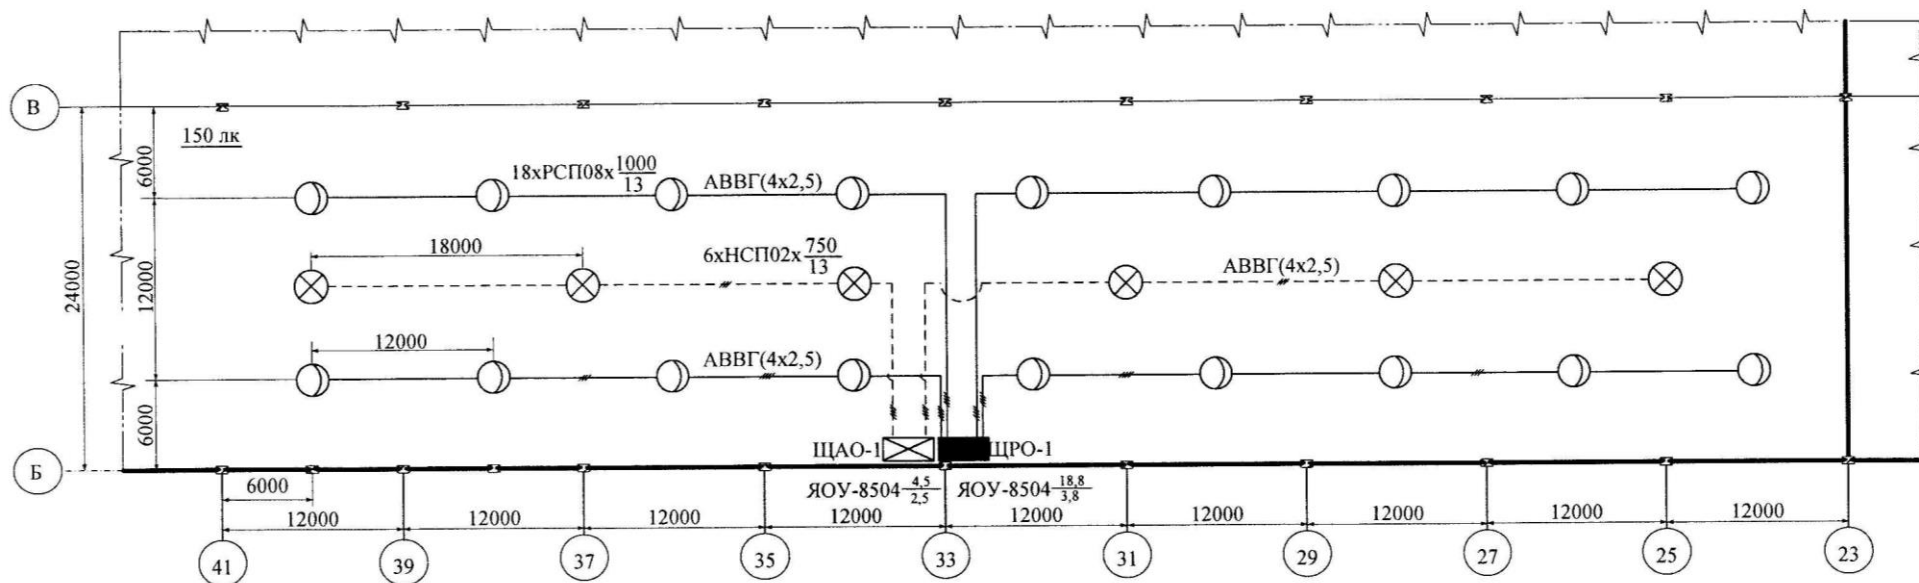 В
150 лк
6000
18хРСП08х 1000/13
АВВГ(4х2,5)
18000
6хНСП02х 750/13
АВВГ(4х2,5)
24000
12000
12000
АВВГ(4х2,5)
6000
ЩАО-1
ЩРО-1
Б
6000
ЯОУ-8504 4,5/2,5
ЯОУ-8504 18,8/3,8
12000
12000
12000
12000
12000
12000
12000
12000
12000
41
39
37
35
33
31
29
27
25
23